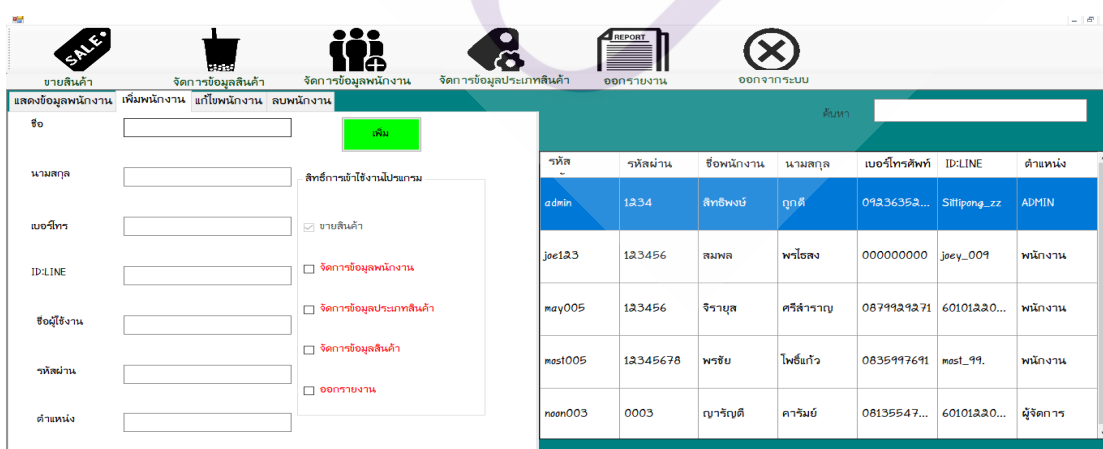 SALE
REPORT
ขายสินค้า จัดการข้อมูลสินค้า จัดการข้อมูลพนักงาน จัดการข้อมูลประเภทสินค้า ออกรายงาน ออกจากระบบ
แสดงข้อมูลพนักงาน เพิ่มพนักงาน แก้ไขพนักงาน ลบพนักงาน
ค้นหา
ชื่อ
เพิ่ม
นามสกุล
เบอร์โทร
ID:LINE
ชื่อผู้ใช้งาน
รหัสผ่าน
ตำแหน่ง
สิทธิ์การเข้าใช้งานโปรแกรม
ขายสินค้า
จัดการข้อมูลพนักงาน
จัดการข้อมูลประเภทสินค้า
จัดการข้อมูลสินค้า
ออกรายงาน
รหัส รหัสผ่าน ชื่อพนักงาน นามสกุล เบอร์โทรศัพท์ ID:LINE ตำแหน่ง
admin 1234 สิทธิพงษ์ ถูกดี 09236352... Sittipong_zz ADMIN
joe123 123456 สมพล พรไธสง 000000000 joey_009 พนักงาน
may005 123456 จิรายุส ศรีสำราญ 0879929271 60101220... พนักงาน
most005 12345678 พรชัย โพธิ์แก้ว 0835997691 most_99. พนักงาน
noon003 0003 ญารัญตี คารัมย์ 08135547... 60101220... ผู้จัดการ